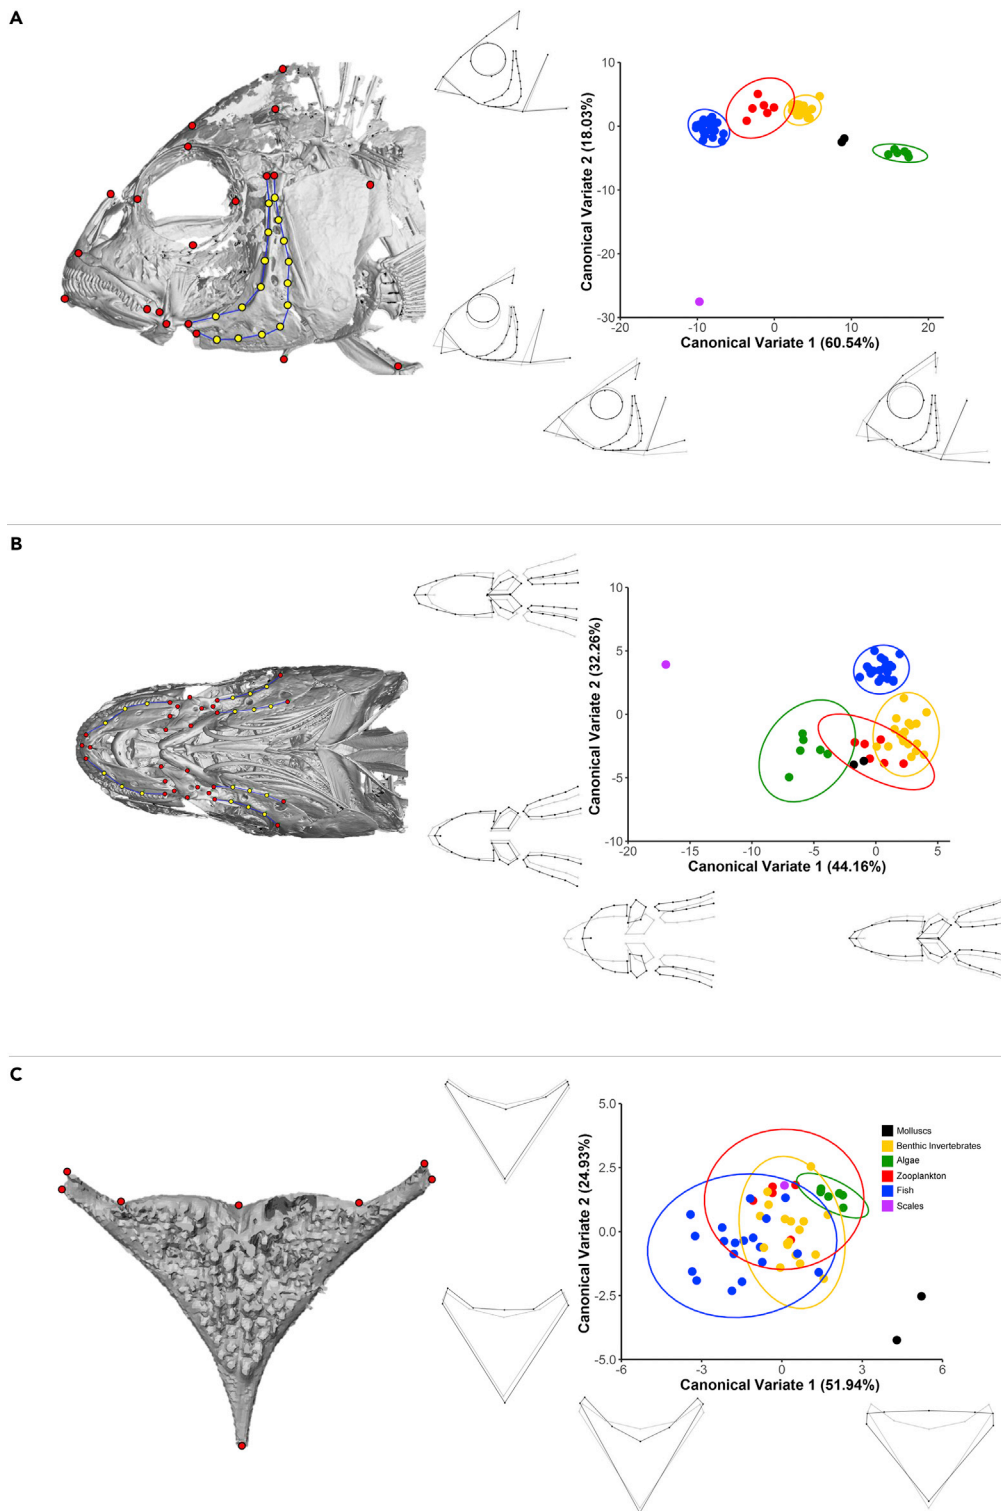 A
10
0
-10
-20
-30
Canonical Variate 2 (18.03%)
-20
-10
0
10
20
Canonical Variate 1 (60.54%)
B
10
5
0
-5
-10
Canonical Variate 2 (32.26%)
-20
-15
-10
-5
0
5
Canonical Variate 1 (44.16%)
C
5.0
2.5
0.0
-2.5
-5.0
Canonical Variate 2 (24.93%)
-6
-3
0
3
6
Canonical Variate 1 (51.94%)
Molluscs
Benthic Invertebrates
Algae
Zooplankton
Fish
Scales